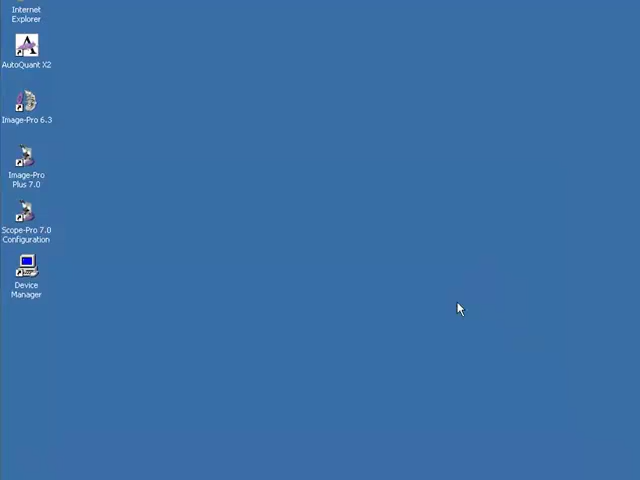 Internet
Explorer
AutoQuant X2
Image-Pro 6.3
Image-Pro
Plus 7.0
Scope-Pro 7.0
Configuration
Device
Manager